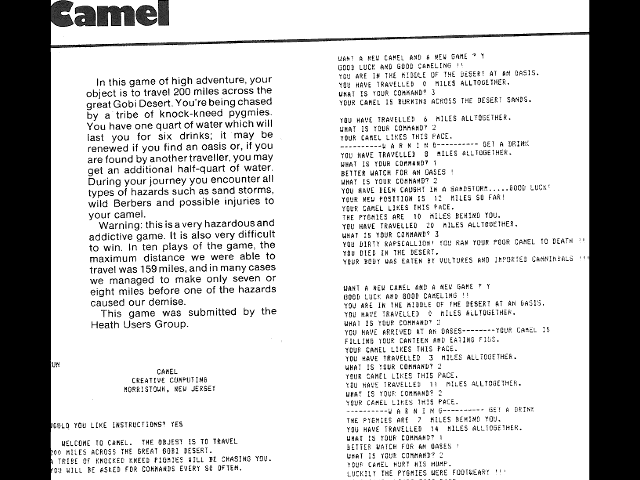 Camel
In this game of high adventure, your
object is to travel 200 miles across the
great Gobi Desert. You're being chased
by a tribe of knock-kneed pygmies.
You have one quart of water which will
last you for six drinks; it may be
renewed if you find an oasis or, if you
are found by another traveller, you may
get an additional half-quart of water.
During your journey you encounter all
types of hazards such as sand storms,
wild Berbers and possible injuries to
your camel.
Warning: this is a very hazardous and
addictive game. It is also very difficult
to win. In ten plays of the game, the
maximum distance we were able to
travel was 159 miles, and in many cases
we managed to make only seven or
eight miles before one of the hazards
caused our demise.
This game was submitted by the
Heath Users Group.
UN
CAMEL
CREATIVE COMPUTING
MORRISTOWN, NEW JERSEY
WOULD YOU LIKE INSTRUCTIONS? YES
WELCOME TO CAMEL. THE OBJECT IS TO TRAVEL
200 MILES ACROSS THE GREAT GOBI DESERT.
A TRIBE OF KNOCKED KNEED PIGMIES WILL BE CHASING YOU.
YOU WILL BE ASKED FOR COMMANDS EVERY SO OFTEN.
WANT A NEW CAMEL AND A NEW GAME ? Y
GOOD LUCK AND GOOD CAMELING !!
YOU ARE IN THE MIDDLE OF THE DESERT AT AN OASIS.
YOU HAVE TRAVELLED 0 MILES ALLTOGETHER.
WHAT IS YOUR COMMAND? 3
YOUR CAMEL IS BURNING ACROSS THE DESERT SANDS.
YOU HAVE TRAVELLED 6 MILES ALLTOGETHER.
WHAT IS YOUR COMMAND? 2
YOUR CAMEL LIKES THIS PACE.
----------W A R N I N G---------- GET A DRINK
YOU HAVE TRAVELLED 8 MILES ALLTOGETHER.
WHAT IS YOUR COMMAND? 1
BETTER WATCH FOR AN OASES !
WHAT IS YOUR COMMAND? 2
YOU HAVE BEEN CAUGHT IN A SANDSTORM.....GOOD LUCK!
YOUR NEW POSITION IS 12 MILES SO FAR!
YOUR CAMEL LIKES THIS PACE.
THE PYGMIES ARE 10 MILES BEHIND YOU.
YOU HAVE TRAVELLED 20 MILES ALLTOGETHER.
WHAT IS YOUR COMMAND? 3
YOU DIRTY RAPSCALLION! YOU RAN YOUR POOR CAMEL TO DEATH !!
YOU DIED IN THE DESERT.
YOUR BODY WAS EATEN BY VULTURES AND IMPORTED CANNIBALS !!!
WANT A NEW CAMEL AND A NEW GAME ? Y
GOOD LUCK AND GOOD CAMELING !!
YOU ARE IN THE MIDDLE OF THE DESERT AT AN OASIS.
YOU HAVE TRAVELLED 0 MILES ALLTOGETHER.
WHAT IS YOUR COMMAND? 2
YOU HAVE ARRIVED AT AN OASES--------YOUR CAMEL IS
FILLING YOUR CANTEEN AND EATING FIGS.
YOUR CAMEL LIKES THIS PACE.
YOU HAVE TRAVELLED 3 MILES ALLTOGETHER.
WHAT IS YOUR COMMAND? 2
YOUR CAMEL LIKES THIS PACE.
YOU HAVE TRAVELLED 11 MILES ALLTOGETHER.
WHAT IS YOUR COMMAND? 2
YOUR CAMEL LIKES THIS PACE.
----------W A R N I N G---------- GET A DRINK
THE PYGMIES ARE 7 MILES BEHIND YOU.
YOU HAVE TRAVELLED 14 MILES ALLTOGETHER.
WHAT IS YOUR COMMAND? 1
BETTER WATCH FOR AN OASES !
WHAT IS YOUR COMMAND? 2
YOUR CAMEL HURT HIS HUMP.
LUCKILY THE PYGMIES WERE FOOTWEARY !!!